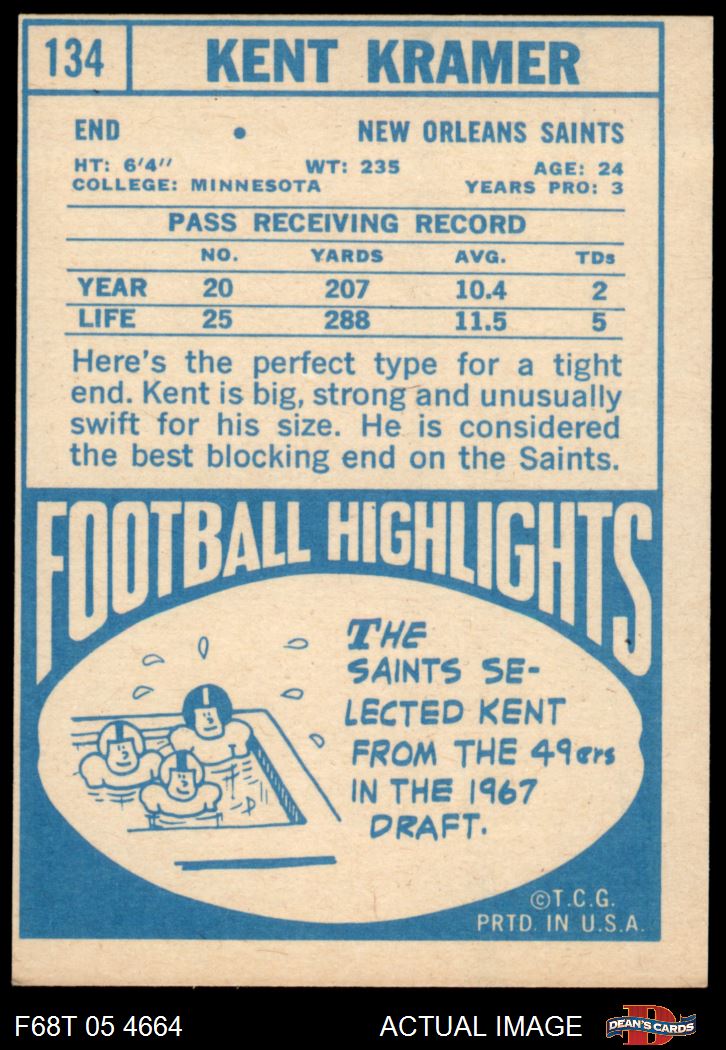 134 KENT KRAMER
END • NEW ORLEANS SAINTS
HT: 6'4" WT: 235 AGE: 24
COLLEGE: MINNESOTA YEARS PRO: 3
PASS RECEIVING RECORD
NO. YARDS AVG. TDs
YEAR 20 207 10.4 2
LIFE 25 288 11.5 5
Here's the perfect type for a tight
end. Kent is big, strong and unusually
swift for his size. He is considered
the best blocking end on the Saints.
FOOTBALL HIGHLIGHTS
THE
SAINTS SE-
LECTED KENT
FROM THE 49ers
IN THE 1967
DRAFT.
©T.C.G.
PRTD. IN U.S.A.
F68T 05 4664 ACTUAL IMAGE D DEAN'S CARDS